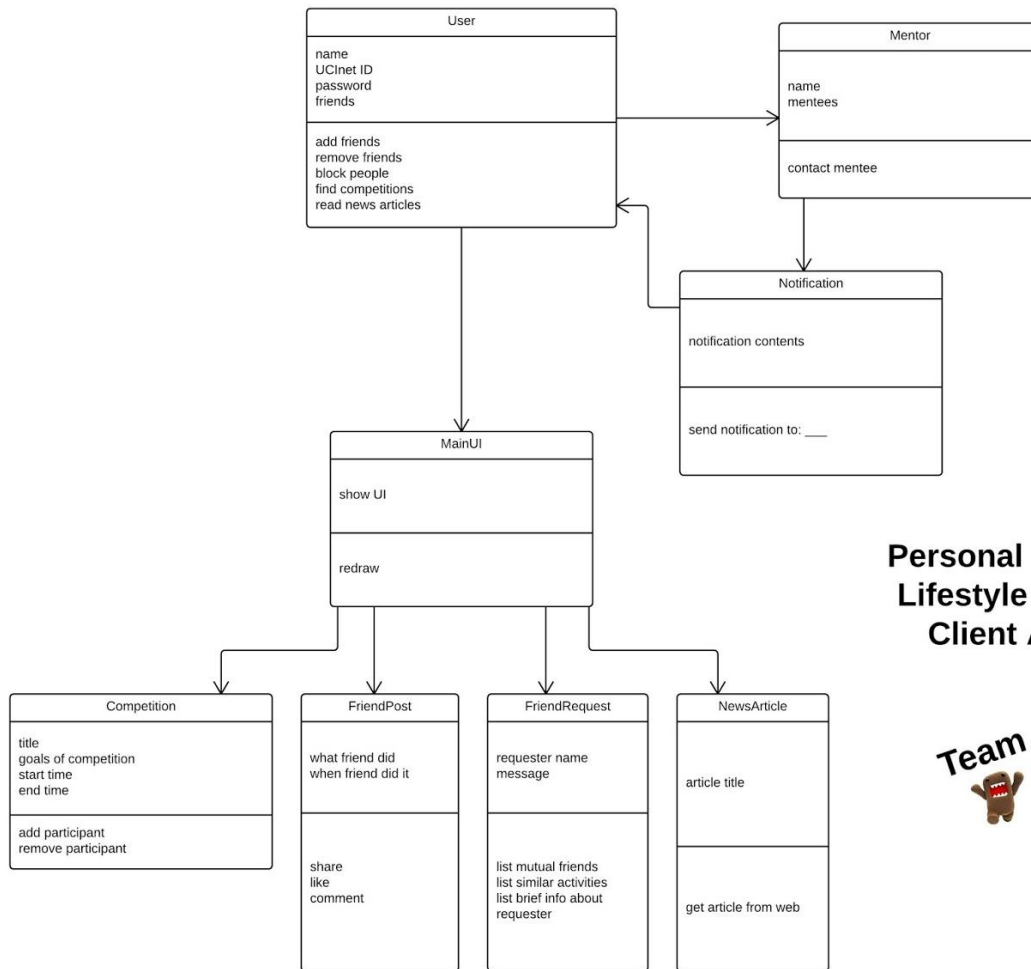 User
name
UCInet ID
password
friends
add friends
remove friends
block people
find competitions
read news articles
Mentor
name
mentees
contact mentee
Notification
notification contents
send notification to: ___
MainUI
show UI
redraw
Personal
Lifestyle
Client A
Team
Competition
title
goals of competition
start time
end time
add participant
remove participant
FriendPost
what friend did
when friend did it
share
like
comment
FriendRequest
requester name
message
list mutual friends
list similar activities
list brief info about
requester
NewsArticle
article title
get article from web